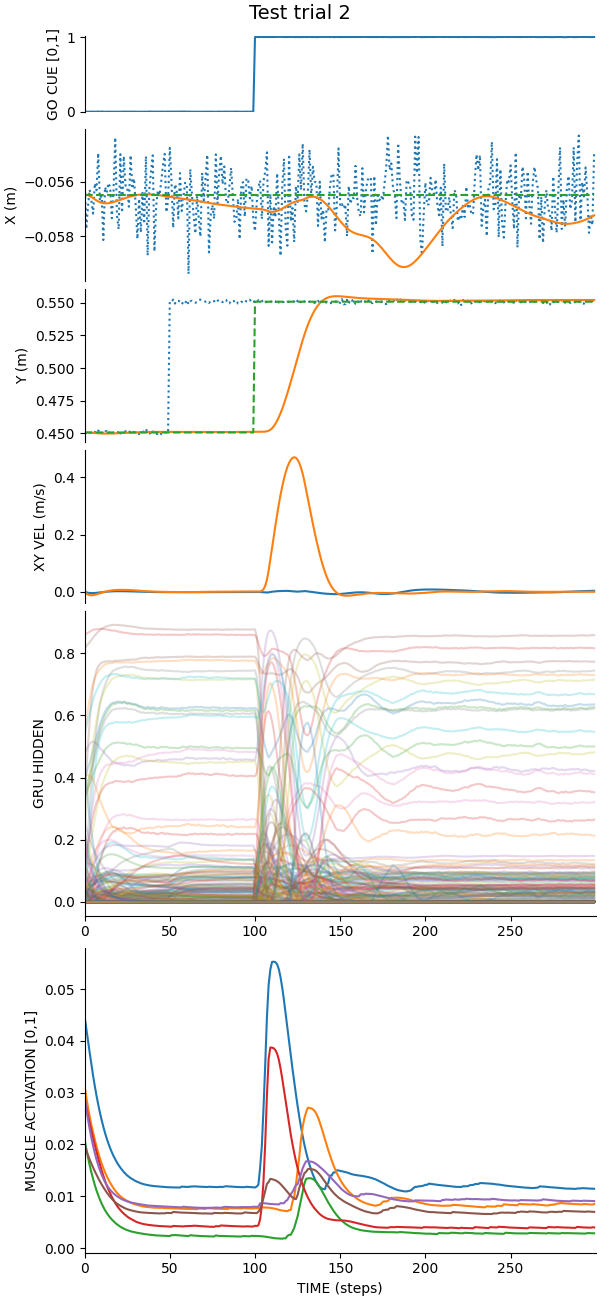 Test trial 2
GO CUE [0,1]
1
0
X (m)
−0.056
−0.058
Y (m)
0.550
0.525
0.500
0.475
0.450
XY VEL (m/s)
0.4
0.2
0.0
GRU HIDDEN
0.8
0.6
0.4
0.2
0.0
0 50 100 150 200 250
MUSCLE ACTIVATION [0,1]
0.05
0.04
0.03
0.02
0.01
0.00
0 50 100 150 200 250
TIME (steps)